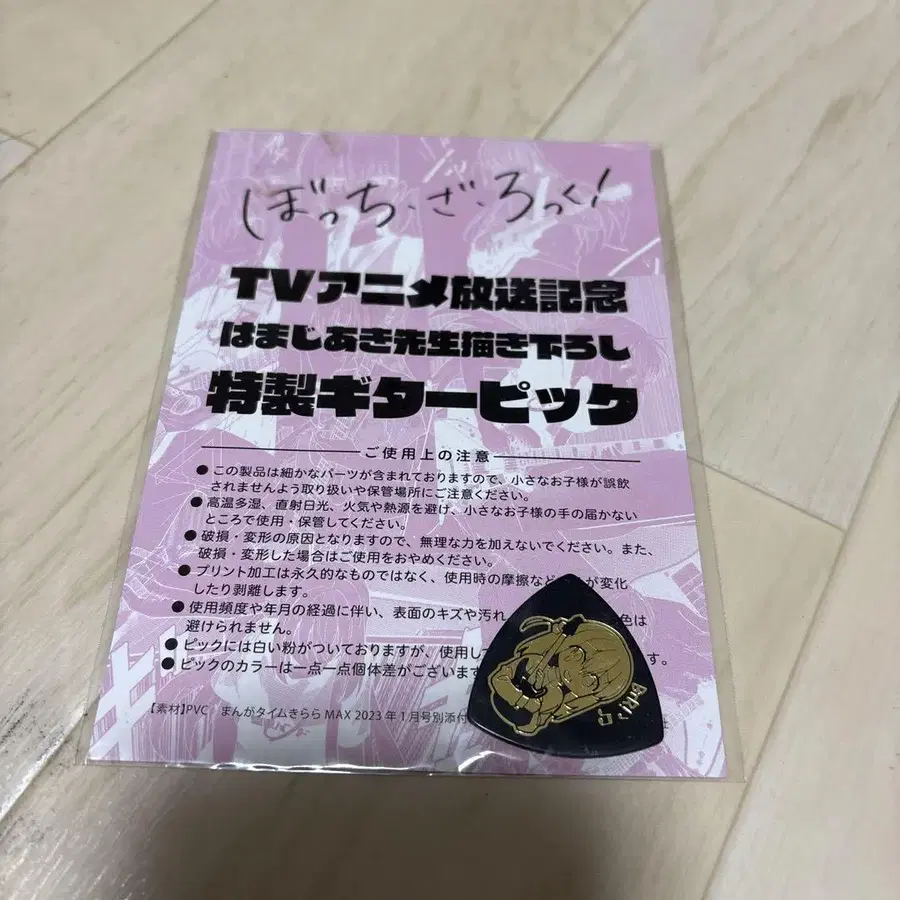 ぼっち・ざ・ろっく!
TVアニメ放送記念
はまじあき先生描き下ろし
特製ギターピック
ご使用上の注意
●この製品は細かなパーツが含まれておりますので、小さなお子様が誤飲
されませんよう取り扱いや保管場所にご注意ください。
●高温多湿、直射日光、火気や熱源を避け、小さなお子様の手の届かない
ところで使用・保管してください。
●破損・変形の原因となりますので、無理な力を加えないでください。また、
破損・変形した場合はご使用をおやめください。
●プリント加工は永久的なものではなく、使用時の摩擦など が変化
したり剥離します。
●使用頻度や年月の経過に伴い、表面のキズや汚れ 色は
避けられません。
●ピックには白い粉がついておりますが、使用し す。
●ピックのカラーは一点一点個体差がございます
【素材】PVC まんがタイムきららMAX 2023年1月号別添付